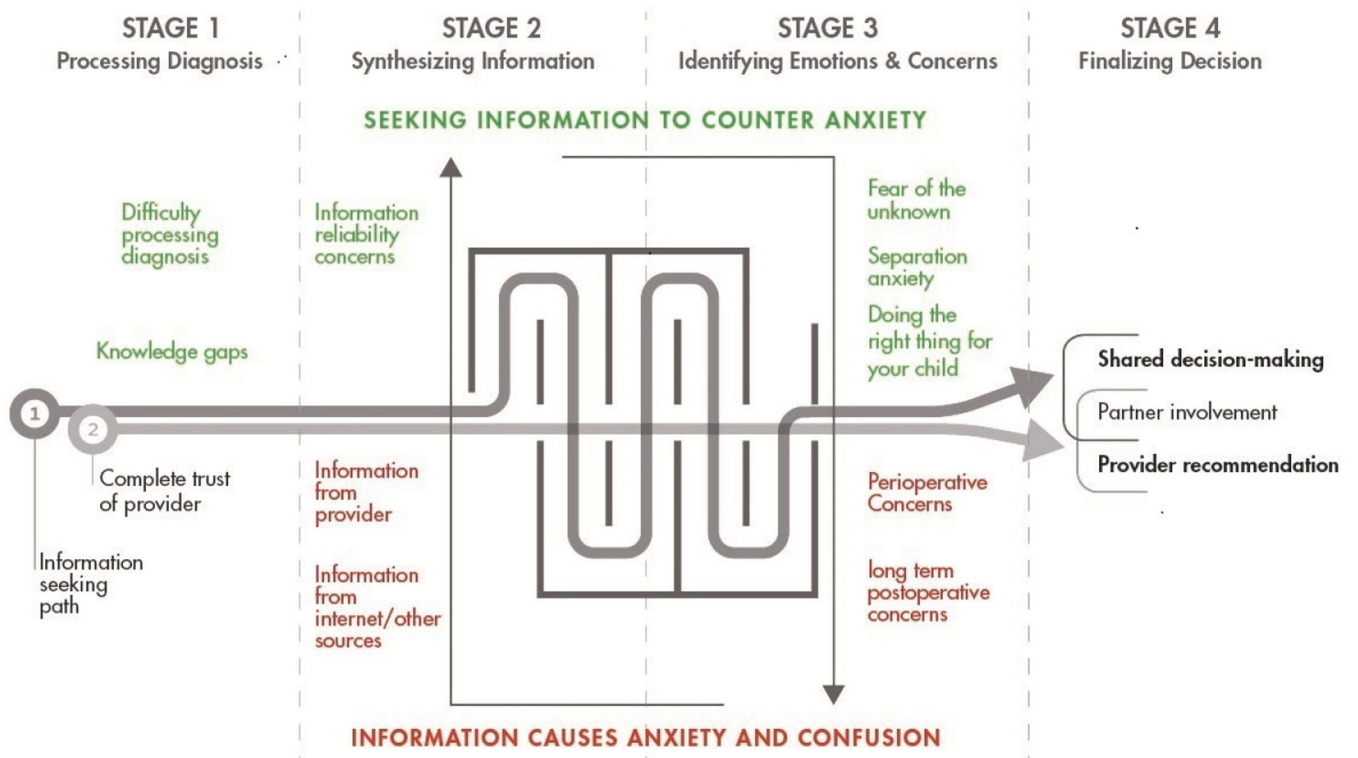 STAGE 1
Processing Diagnosis
STAGE 2
Synthesizing Information
STAGE 3
Identifying Emotions & Concerns
STAGE 4
Finalizing Decision
SEEKING INFORMATION TO COUNTER ANXIETY
Difficulty
processing
diagnosis
Knowledge gaps
1
2
Complete trust
of provider
Information
seeking
path
Information
reliability
concerns
Information
from
provider
Information
from
internet/other
sources
Fear of the
unknown
Separation
anxiety
Doing the
right thing for
your child
Perioperative
Concerns
long term
postoperative
concerns
Shared decision-making
Partner involvement
Provider recommendation
INFORMATION CAUSES ANXIETY AND CONFUSION